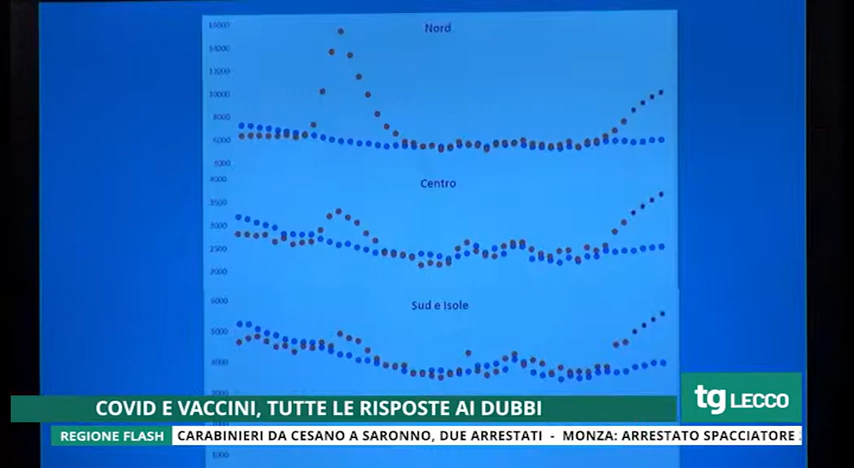 Nord
14000
12000
10000
8000
6000
4000
Centro
4000
3500
3000
2500
2000
Sud e Isole
6000
5000
4000
COVID E VACCINI, TUTTE LE RISPOSTE AI DUBBI
tg LECCO
REGIONE FLASH CARABINIERI DA CESANO A SARONNO, DUE ARRESTATI - MONZA: ARRESTATO SPACCIATORE